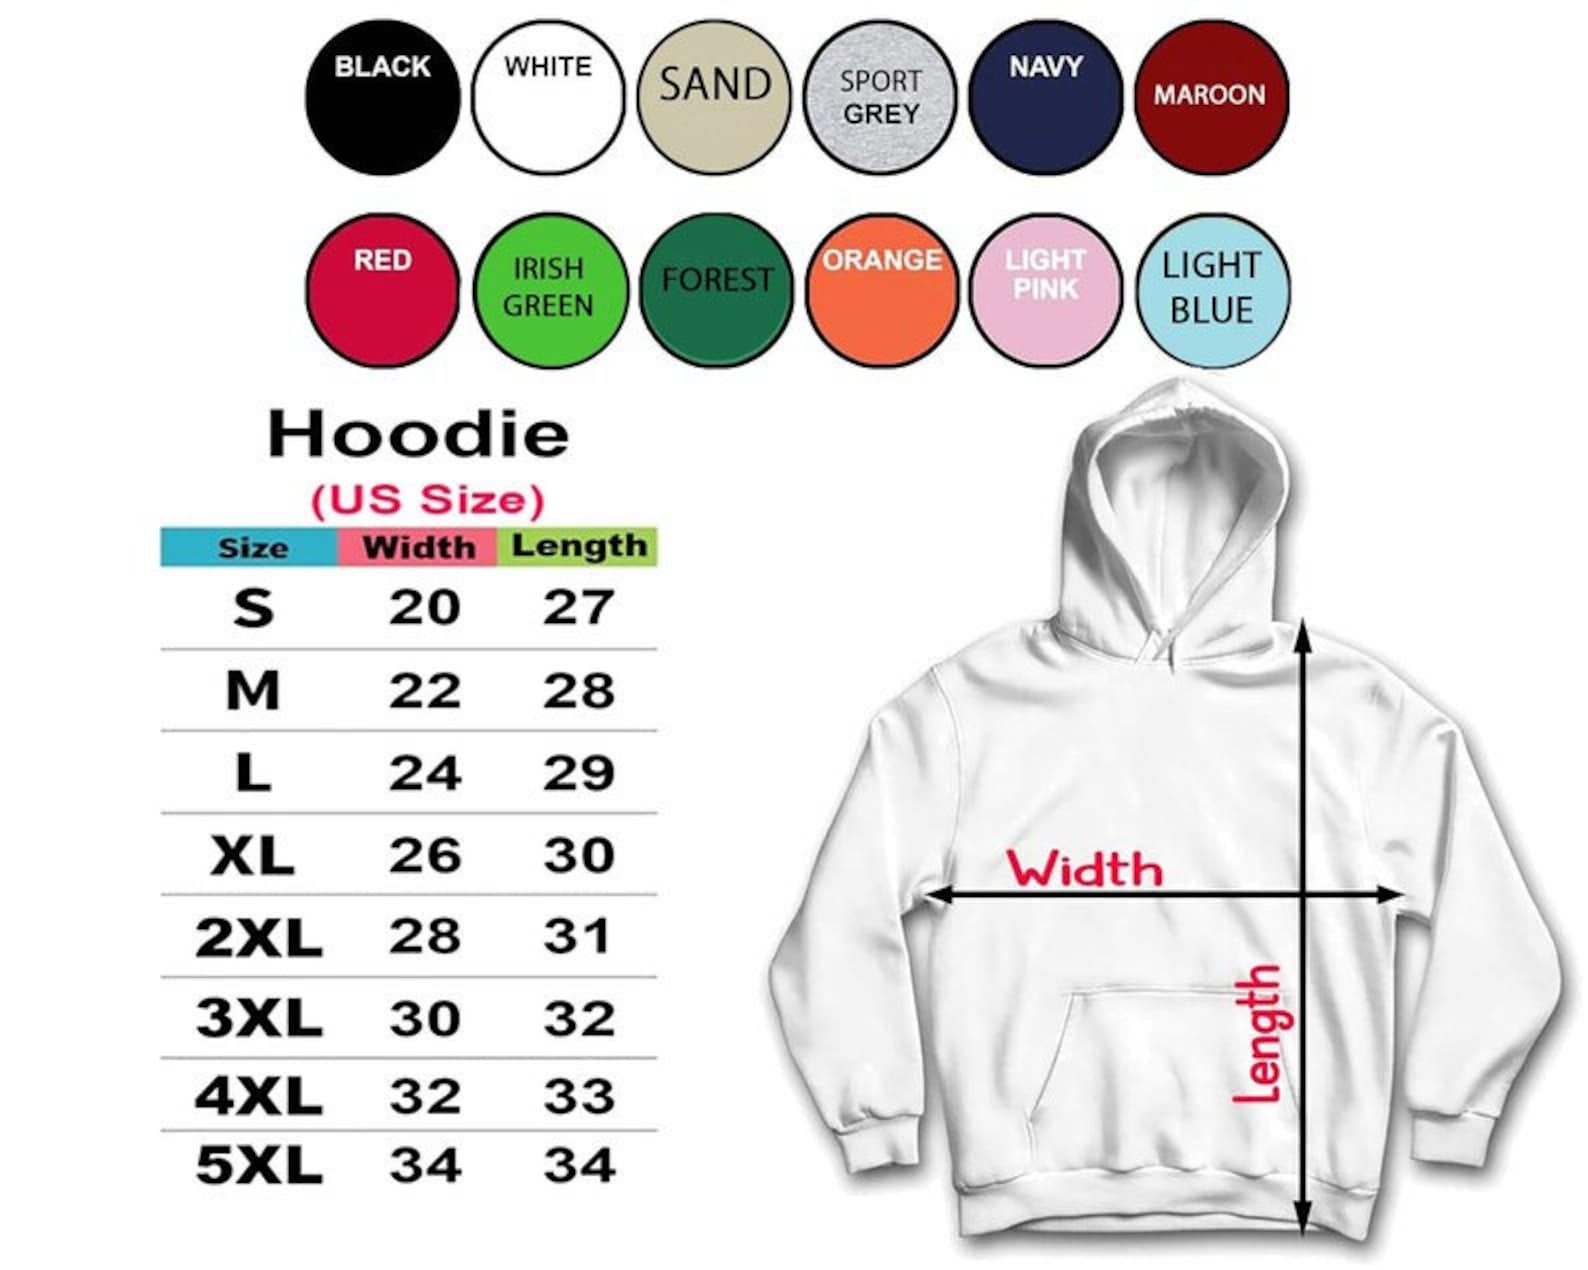 BLACK
WHITE
SAND
SPORT
GREY
NAVY
MAROON
RED
IRISH
GREEN
FOREST
ORANGE
LIGHT
PINK
LIGHT
BLUE
Hoodie
(US Size)
Size Width Length
S 20 27
M 22 28
L 24 29
XL 26 30
2XL 28 31
3XL 30 32
4XL 32 33
5XL 34 34
Width
Length